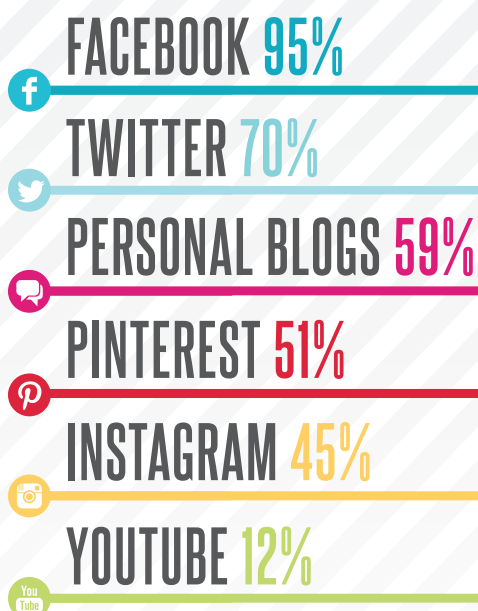 FACEBOOK 95%
f
TWITTER 70%
PERSONAL BLOGS 59%
PINTEREST 51%
INSTAGRAM 45%
YOUTUBE 12%
You
Tube